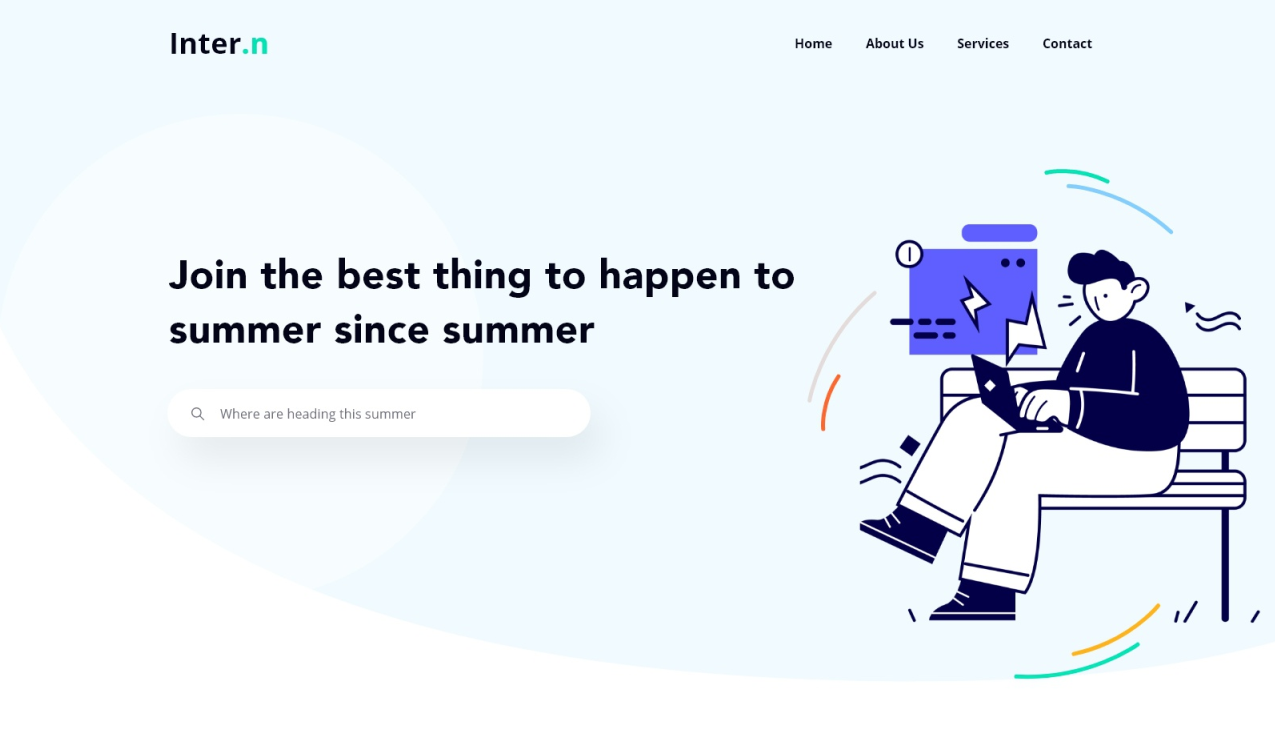 Inter.n
Home About Us Services Contact
Join the best thing to happen to
summer since summer
Where are heading this summer